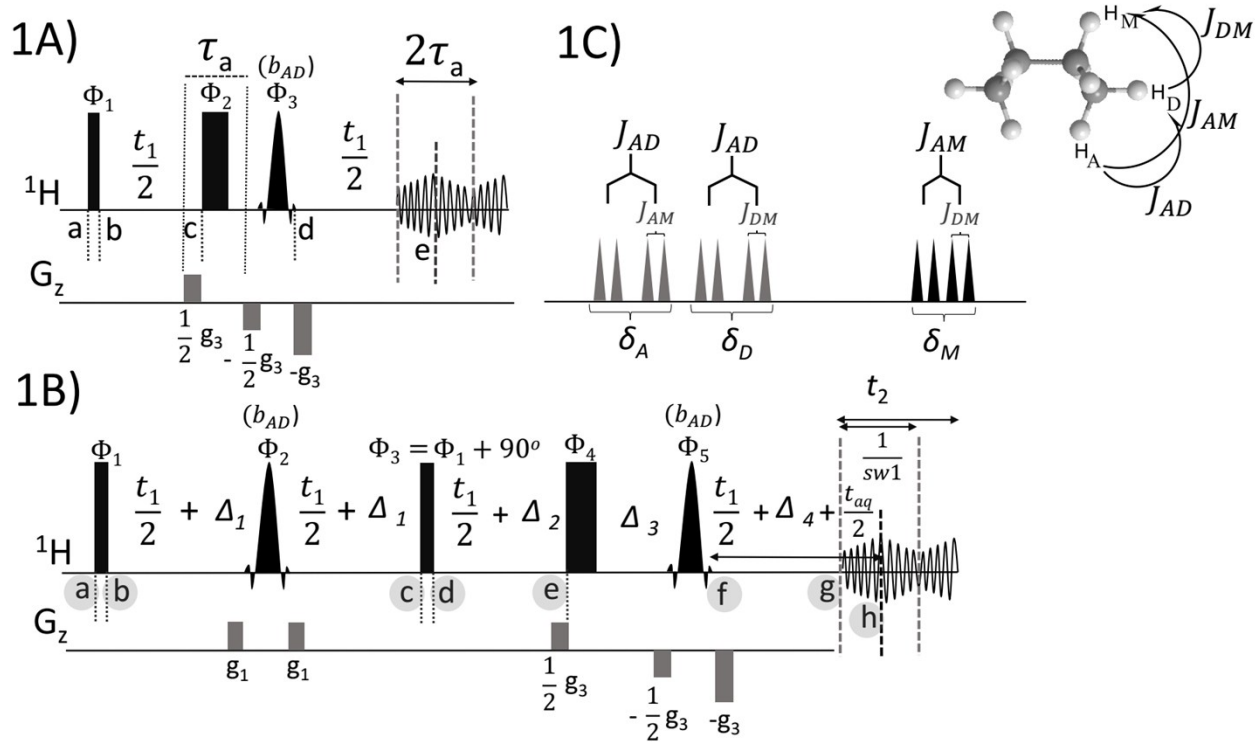 1A)
τa
(bAD)
Φ1
Φ2
Φ3
t1/2
t1/2
2τa
1H
a b c d e
Gz
1/2 g3
- 1/2 g3
-g3
1C)
JAD
JAD
JAM
JAM
JDM
JDM
δA
δD
δM
HM
HD
HA
JDM
JAM
JAD
1B)
(bAD)
(bAD)
t2
1/sw1
Φ1
Φ2
Φ3 = Φ1 + 90o
Φ4
Φ5
t1/2 + Δ1
t1/2 + Δ1
t1/2 + Δ2
Δ3
t1/2 + Δ4 + taq/2
1H
a b c d e f g h
Gz
g1
g1
1/2 g3
- 1/2 g3
-g3